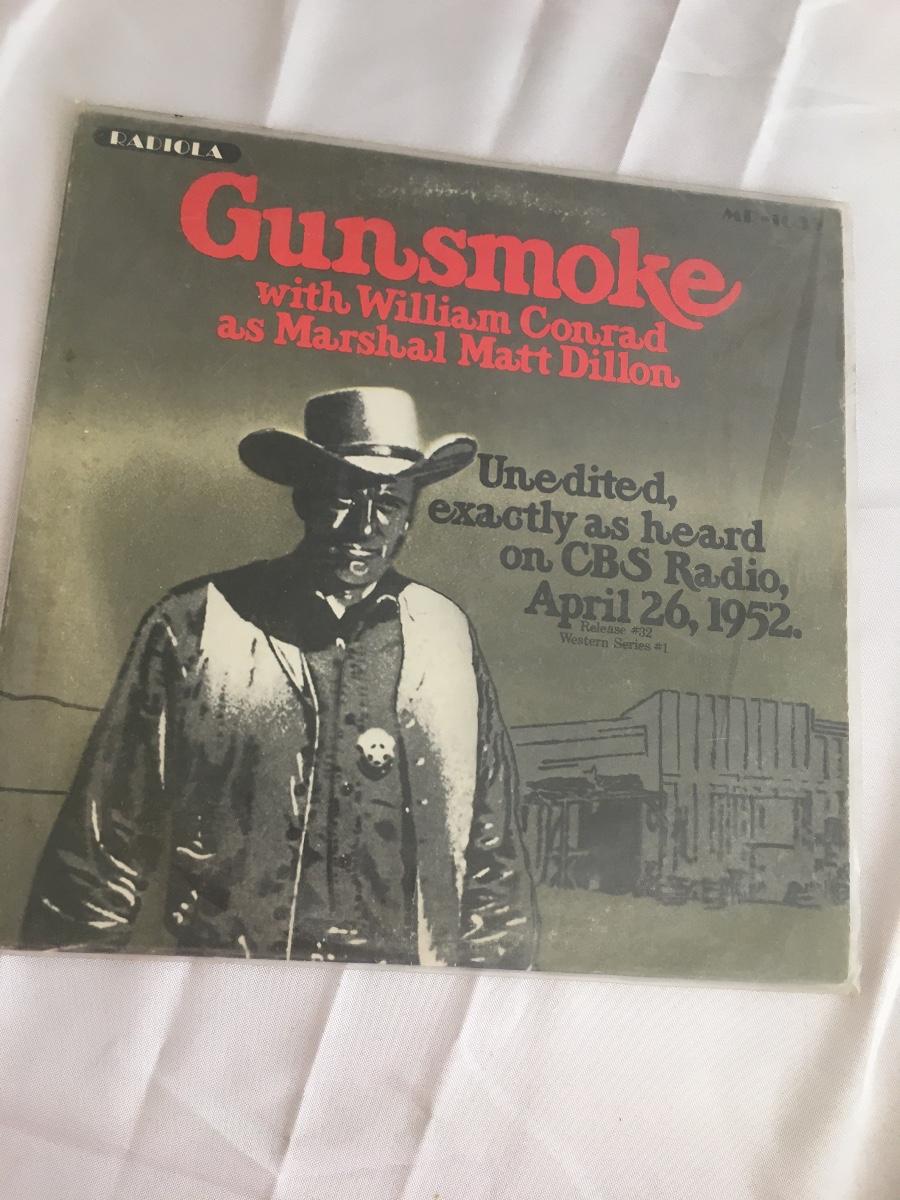 RADIOLA
Gunsmoke
with William Conrad
as Marshal Matt Dillon
Unedited,
exactly as heard
on CBS Radio,
April 26, 1952.
Release #32
Western Series #1